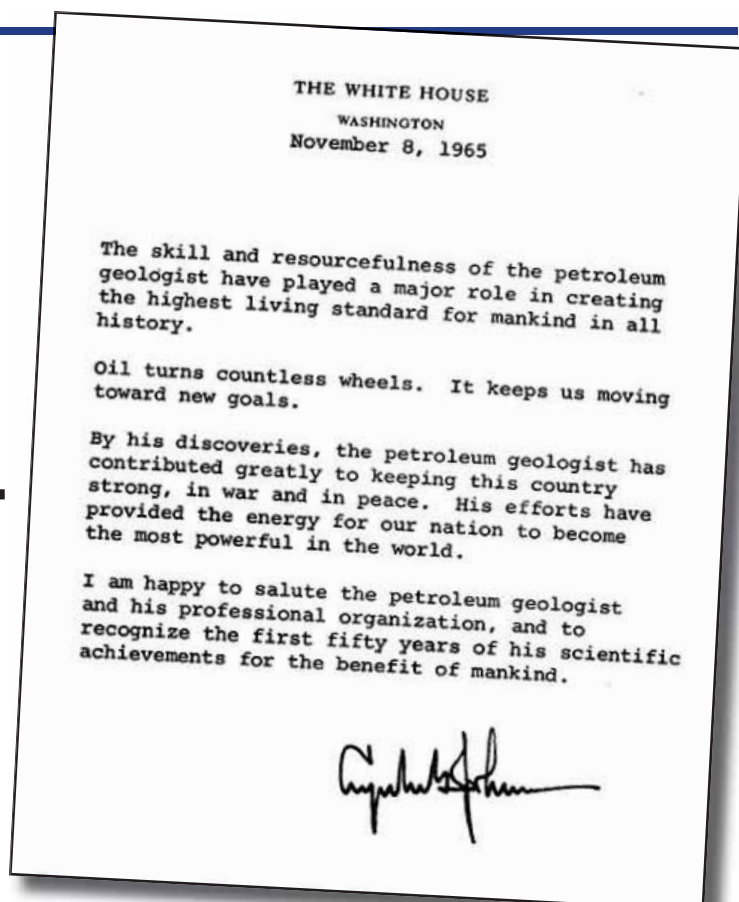 THE WHITE HOUSE
WASHINGTON
November 8, 1965
The skill and resourcefulness of the petroleum
geologist have played a major role in creating
the highest living standard for mankind in all
history.
Oil turns countless wheels.  It keeps us moving
toward new goals.
By his discoveries, the petroleum geologist has
contributed greatly to keeping this country
strong, in war and in peace.  His efforts have
provided the energy for our nation to become
the most powerful in the world.
I am happy to salute the petroleum geologist
and his professional organization, and to
recognize the first fifty years of his scientific
achievements for the benefit of mankind.